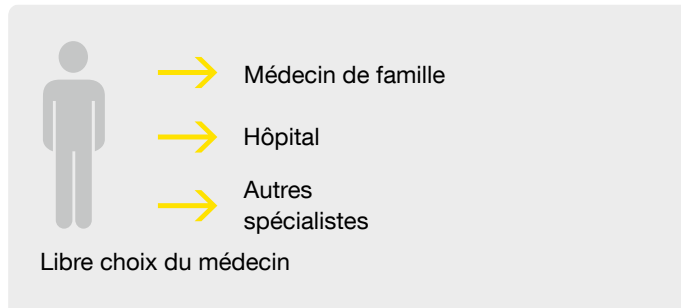 Médecin de famille
Hôpital
Autres
spécialistes
Libre choix du médecin